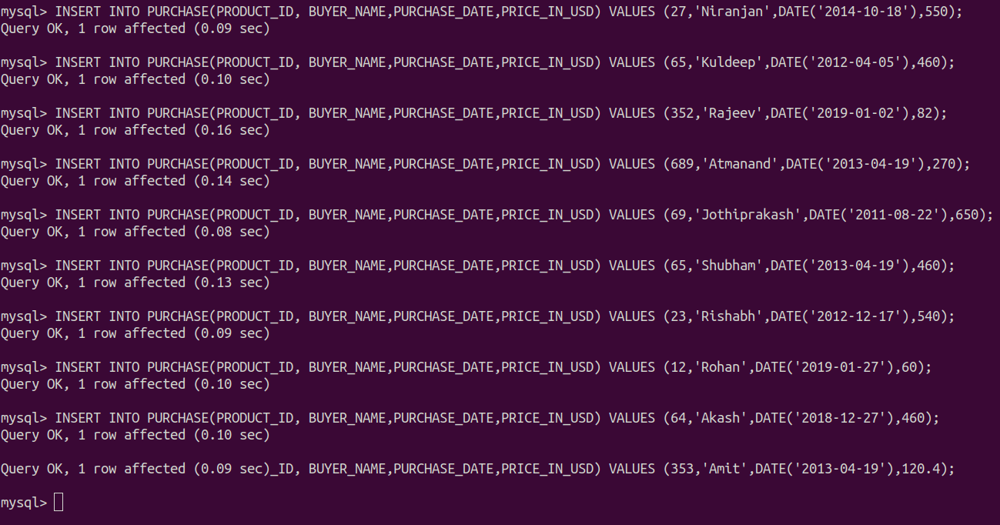 mysql> INSERT INTO PURCHASE(PRODUCT_ID, BUYER_NAME,PURCHASE_DATE,PRICE_IN_USD) VALUES (27,'Niranjan',DATE('2014-10-18'),550);
Query OK, 1 row affected (0.09 sec)
mysql> INSERT INTO PURCHASE(PRODUCT_ID, BUYER_NAME,PURCHASE_DATE,PRICE_IN_USD) VALUES (65,'Kuldeep',DATE('2012-04-05'),460);
Query OK, 1 row affected (0.10 sec)
mysql> INSERT INTO PURCHASE(PRODUCT_ID, BUYER_NAME,PURCHASE_DATE,PRICE_IN_USD) VALUES (352,'Rajeev',DATE('2019-01-02'),82);
Query OK, 1 row affected (0.16 sec)
mysql> INSERT INTO PURCHASE(PRODUCT_ID, BUYER_NAME,PURCHASE_DATE,PRICE_IN_USD) VALUES (689,'Atmanand',DATE('2013-04-19'),270);
Query OK, 1 row affected (0.14 sec)
mysql> INSERT INTO PURCHASE(PRODUCT_ID, BUYER_NAME,PURCHASE_DATE,PRICE_IN_USD) VALUES (69,'Jothiprakash',DATE('2011-08-22'),650);
Query OK, 1 row affected (0.08 sec)
mysql> INSERT INTO PURCHASE(PRODUCT_ID, BUYER_NAME,PURCHASE_DATE,PRICE_IN_USD) VALUES (65,'Shubham',DATE('2013-04-19'),460);
Query OK, 1 row affected (0.13 sec)
mysql> INSERT INTO PURCHASE(PRODUCT_ID, BUYER_NAME,PURCHASE_DATE,PRICE_IN_USD) VALUES (23,'Rishabh',DATE('2012-12-17'),540);
Query OK, 1 row affected (0.09 sec)
mysql> INSERT INTO PURCHASE(PRODUCT_ID, BUYER_NAME,PURCHASE_DATE,PRICE_IN_USD) VALUES (12,'Rohan',DATE('2019-01-27'),60);
Query OK, 1 row affected (0.10 sec)
mysql> INSERT INTO PURCHASE(PRODUCT_ID, BUYER_NAME,PURCHASE_DATE,PRICE_IN_USD) VALUES (64,'Akash',DATE('2018-12-27'),460);
Query OK, 1 row affected (0.10 sec)
Query OK, 1 row affected (0.09 sec)_ID, BUYER_NAME,PURCHASE_DATE,PRICE_IN_USD) VALUES (353,'Amit',DATE('2013-04-19'),120.4);
mysql>